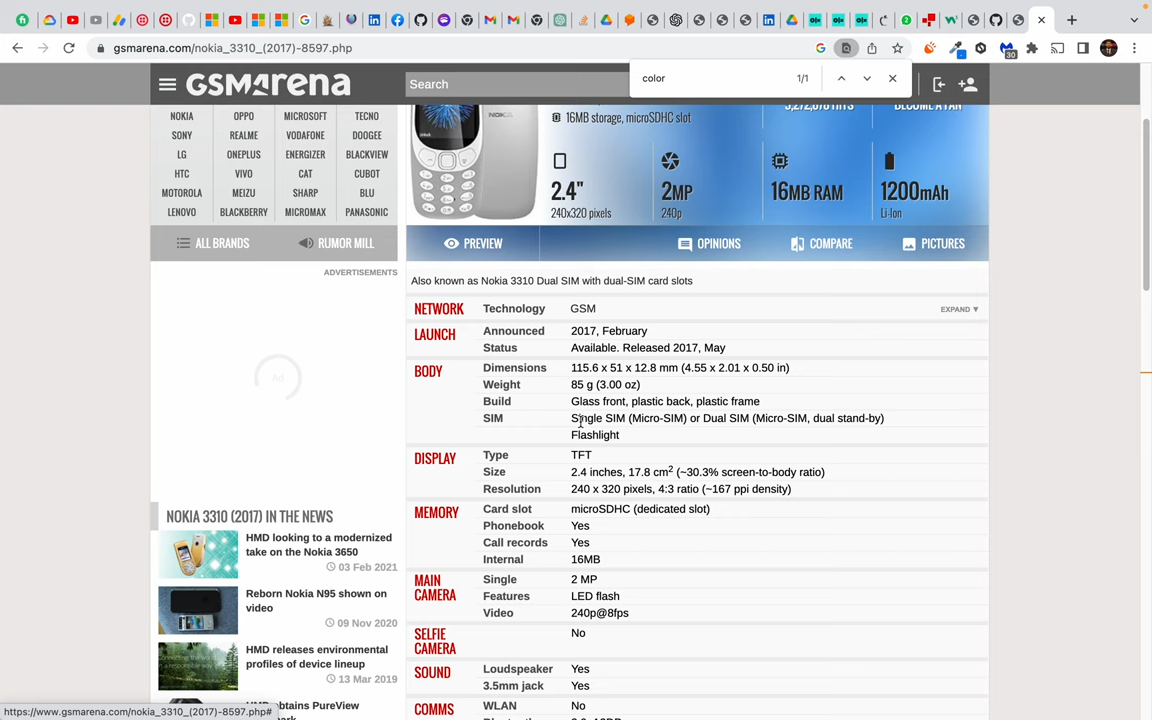 gsmarena.com/nokia_3310_(2017)-8597.php
30
color
1/1
GSMARENA
Search
NOKIA OPPO MICROSOFT TECNO
SONY REALME VODAFONE DOOGEE
LG ONEPLUS ENERGIZER BLACKVIEW
HTC VIVO CAT CUBOT
MOTOROLA MEIZU SHARP BLU
LENOVO BLACKBERRY MICROMAX PANASONIC
ALL BRANDS RUMOR MILL
NOKIA
16MB storage, microSDHC slot
3,272,676 HITS
BECOME A FAN
2.4" 2MP 16MB RAM 1200mAh
240x320 pixels 240p Li-Ion
PREVIEW OPINIONS COMPARE PICTURES
ADVERTISEMENTS
Ad
Also known as Nokia 3310 Dual SIM with dual-SIM card slots
NETWORK Technology GSM EXPAND ▼
LAUNCH Announced 2017, February
Status Available. Released 2017, May
BODY Dimensions 115.6 x 51 x 12.8 mm (4.55 x 2.01 x 0.50 in)
Weight 85 g (3.00 oz)
Build Glass front, plastic back, plastic frame
SIM Single SIM (Micro-SIM) or Dual SIM (Micro-SIM, dual stand-by)
Flashlight
DISPLAY Type TFT
Size 2.4 inches, 17.8 cm2 (~30.3% screen-to-body ratio)
Resolution 240 x 320 pixels, 4:3 ratio (~167 ppi density)
MEMORY Card slot microSDHC (dedicated slot)
Phonebook Yes
Call records Yes
Internal 16MB
MAIN CAMERA Single 2 MP
Features LED flash
Video 240p@8fps
SELFIE CAMERA No
SOUND Loudspeaker Yes
3.5mm jack Yes
COMMS WLAN No
NOKIA 3310 (2017) IN THE NEWS
HMD looking to a modernized
take on the Nokia 3650
03 Feb 2021
Reborn Nokia N95 shown on
video
09 Nov 2020
HMD releases environmental
profiles of device lineup
13 Mar 2019
PureView
https://www.gsmarena.com/nokia_3310_(2017)-8597.php#